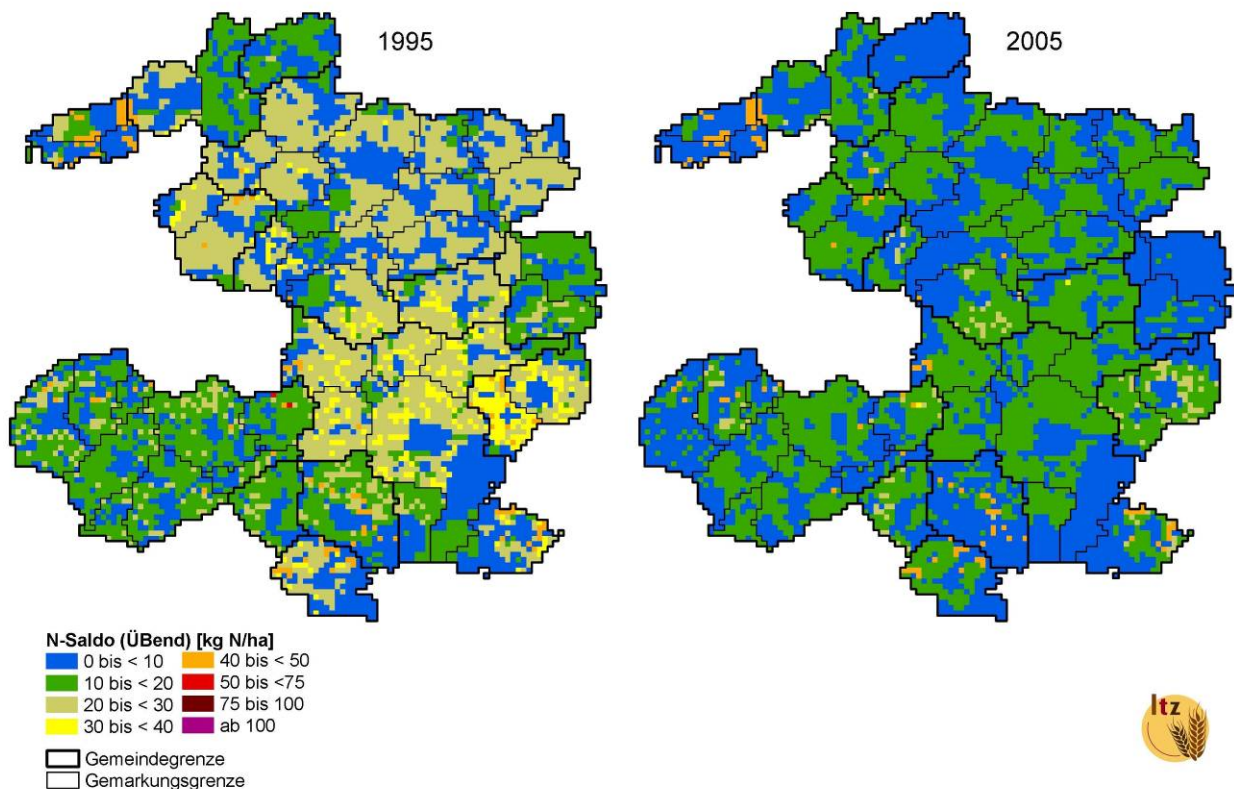 1995
2005
N-Saldo (ÜBend) [kg N/ha]
0 bis < 10
10 bis < 20
20 bis < 30
30 bis < 40
40 bis < 50
50 bis <75
75 bis 100
ab 100
Gemeindegrenze
Gemarkungsgrenze
ltz